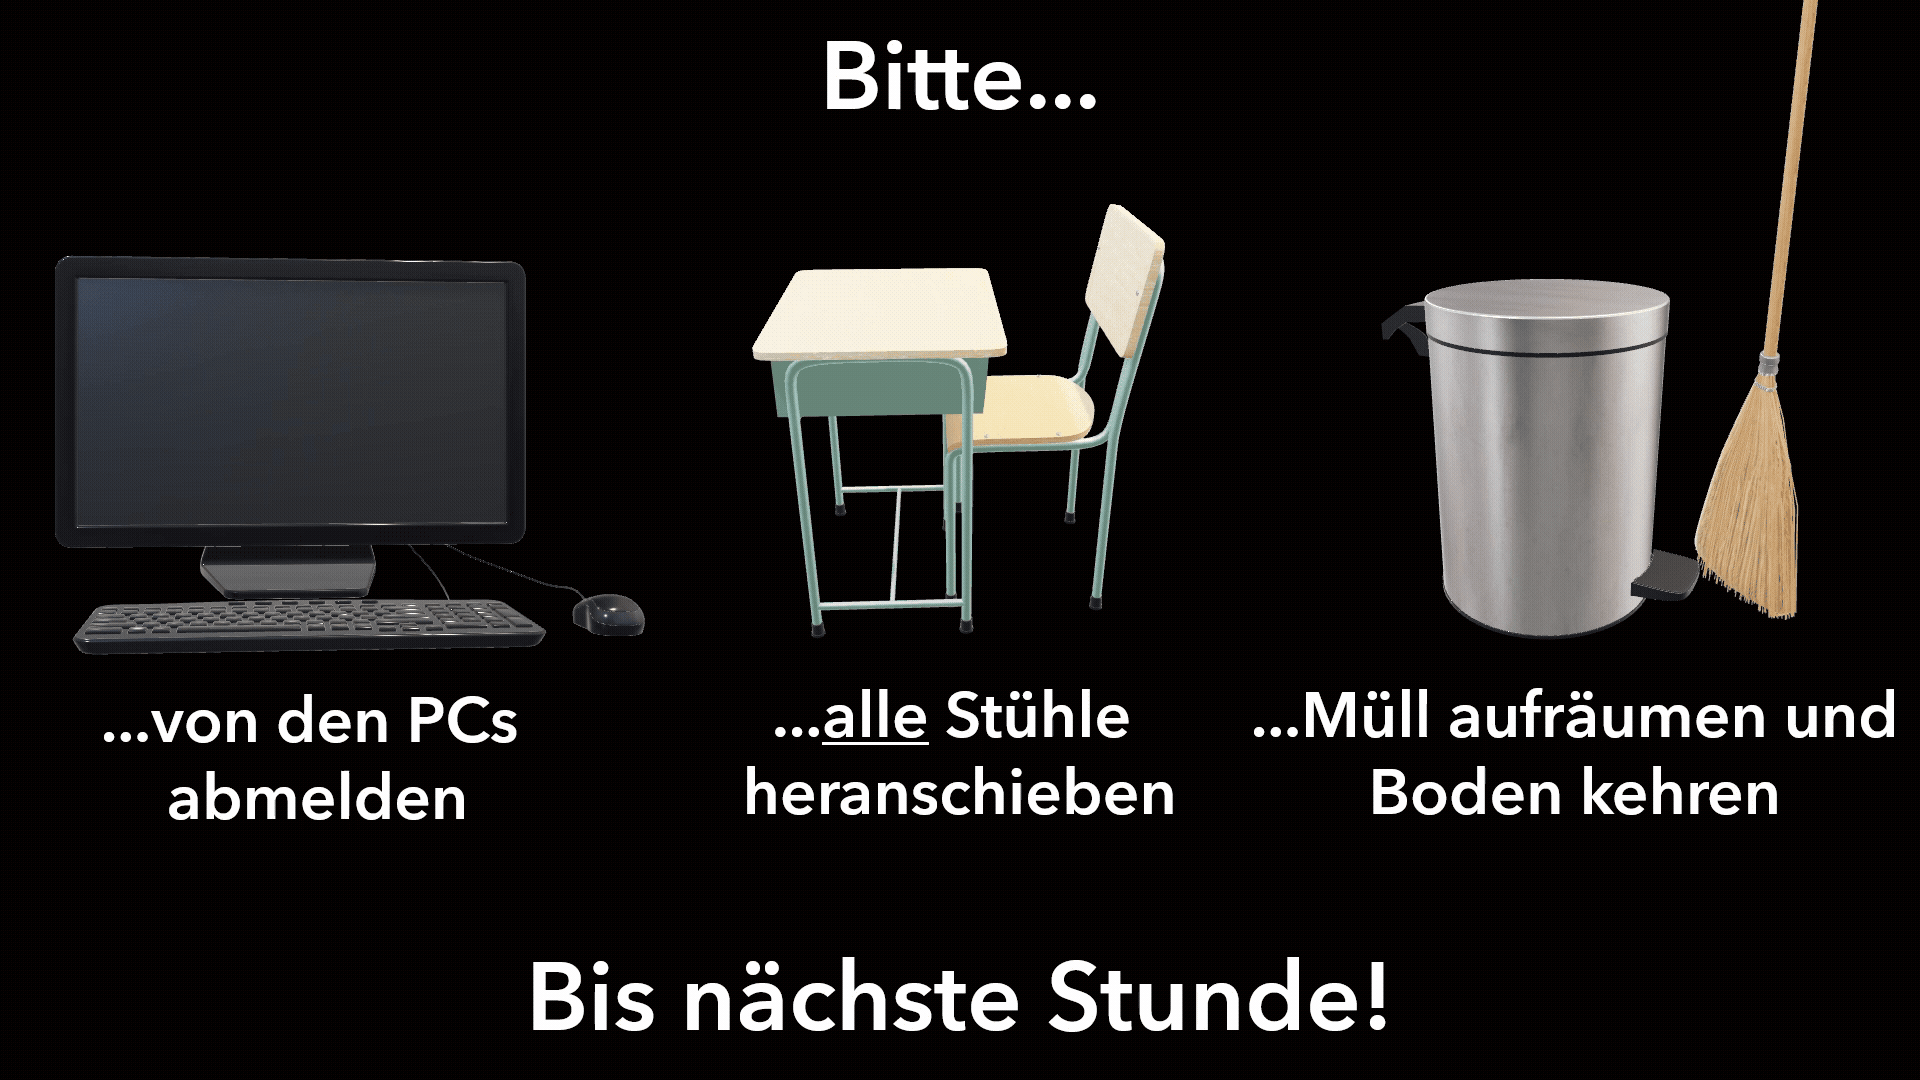 Bitte...
...von den PCs
abmelden
...alle Stühle
heranschieben
...Müll aufräumen und
Boden kehren
Bis nächste Stunde!